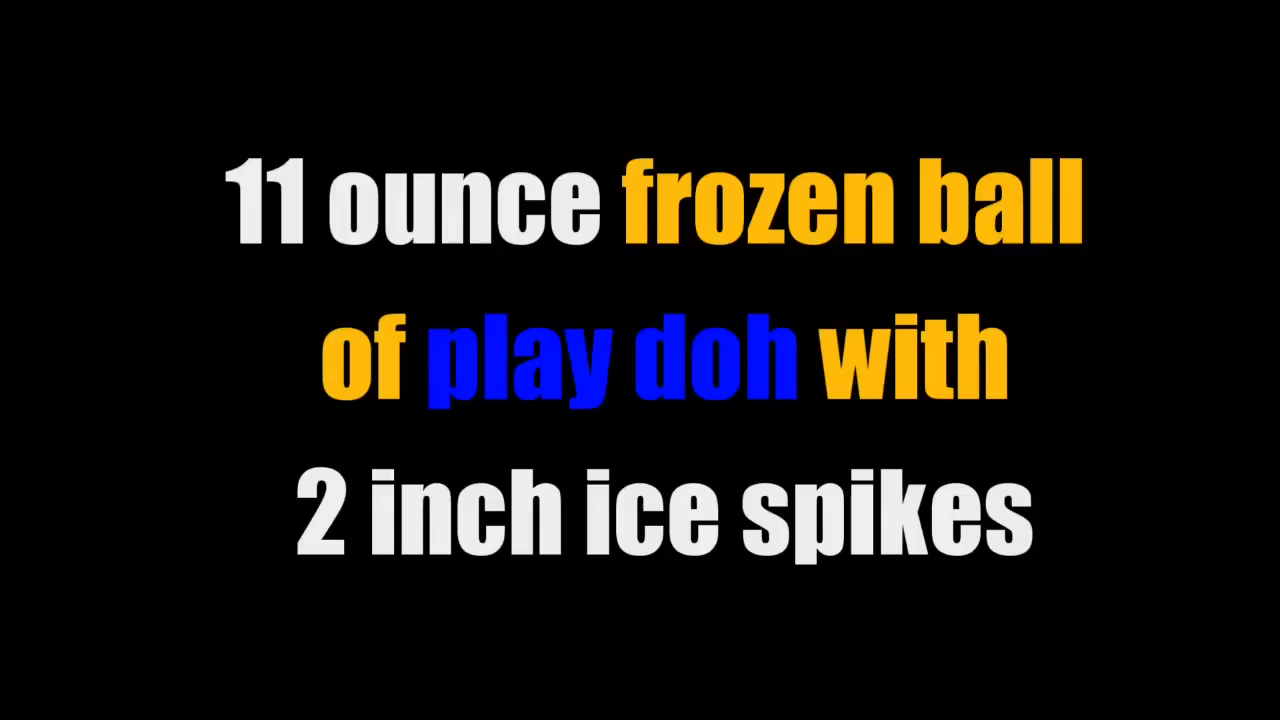 11 ounce frozen ball
of play doh with
2 inch ice spikes